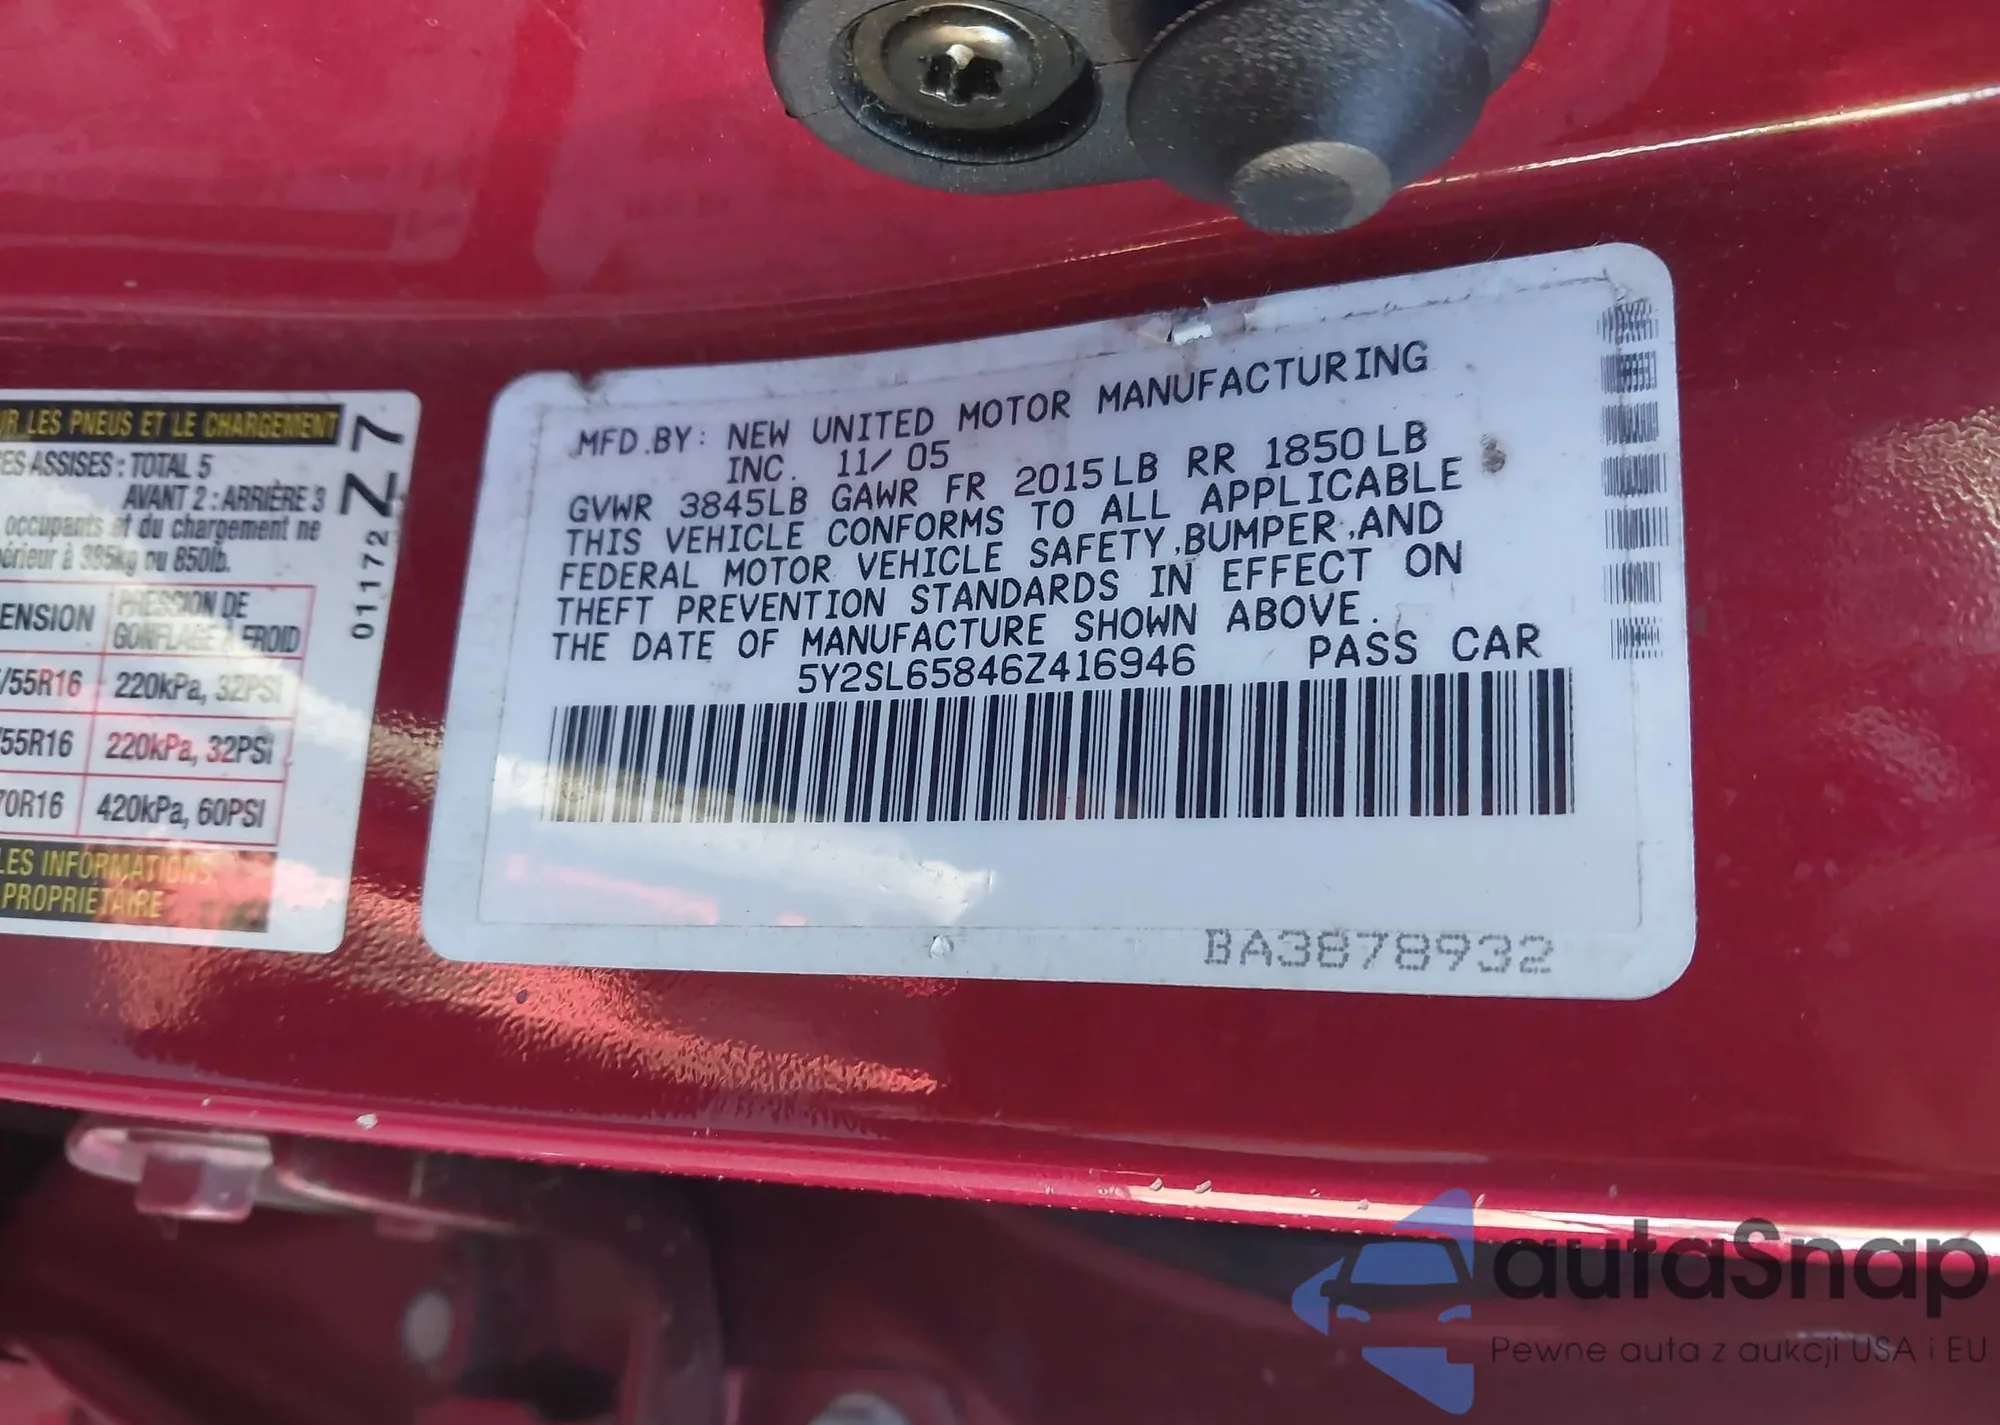 UR LES PNEUS ET LE CHARGEMENT
ES ASSISES : TOTAL 5
AVANT 2 : ARRIÈRE 3
occupants et du chargement ne
périeur à 385kg ou 850lb.
ENSION
PRESSION DE
GONFLAGE À FROID
/55R16 220kPa, 32PSI
/55R16 220kPa, 32PSI
70R16 420kPa, 60PSI
LES INFORMATIONS
PROPRIÉTAIRE
01172 Z7
MFD.BY: NEW UNITED MOTOR MANUFACTURING
INC. 11/ 05
GVWR 3845LB GAWR FR 2015LB RR 1850LB
THIS VEHICLE CONFORMS TO ALL APPLICABLE
FEDERAL MOTOR VEHICLE SAFETY,BUMPER,AND
THEFT PREVENTION STANDARDS IN EFFECT ON
THE DATE OF MANUFACTURE SHOWN ABOVE.
5Y2SL65846Z416946 PASS CAR
BA3878932
autaSnap
Pewne auta z aukcji USA i EU